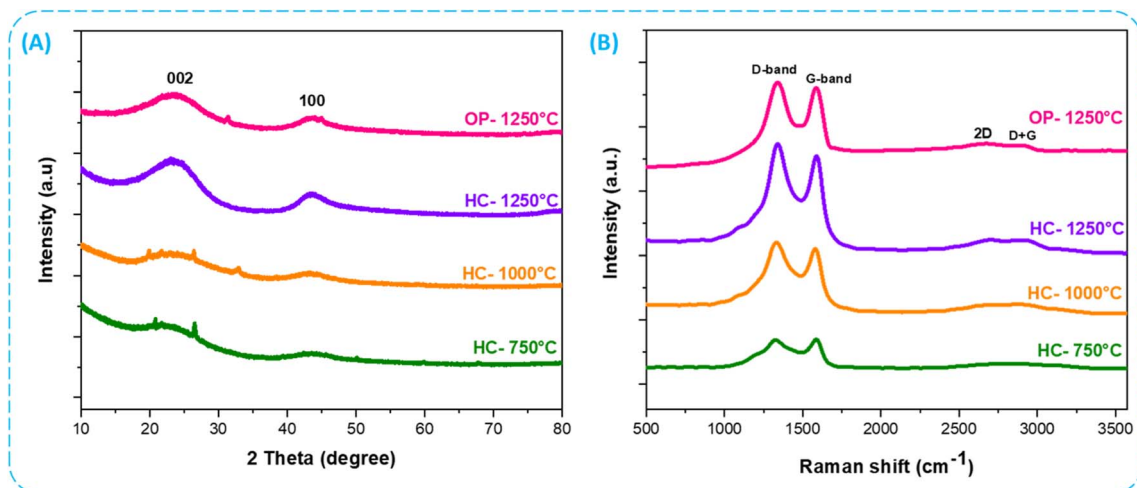 (A)
Intensity (a.u)
002
100
OP- 1250°C
HC- 1250°C
HC- 1000°C
HC- 750°C
10 20 30 40 50 60 70 80
2 Theta (degree)
(B)
Intensity (a.u.)
D-band
G-band
2D
D+G
OP- 1250°C
HC- 1250°C
HC- 1000°C
HC- 750°C
500 1000 1500 2000 2500 3000 3500
Raman shift (cm⁻¹)